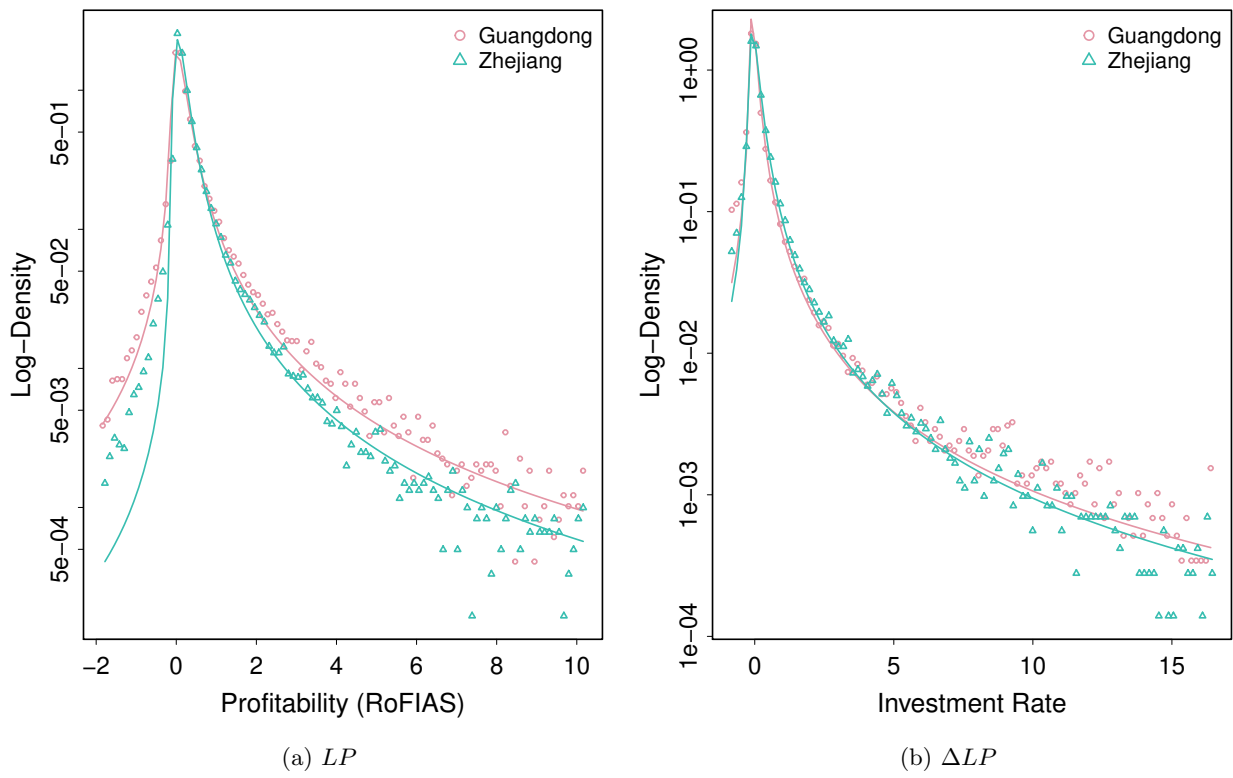 Guangdong
Zhejiang
Log−Density
5e−01
5e−02
5e−03
5e−04
−2 0 2 4 6 8 10
Profitability (RoFIAS)
(a) LP
Guangdong
Zhejiang
Log−Density
1e+00
1e−01
1e−02
1e−03
1e−04
0 5 10 15
Investment Rate
(b) ΔLP